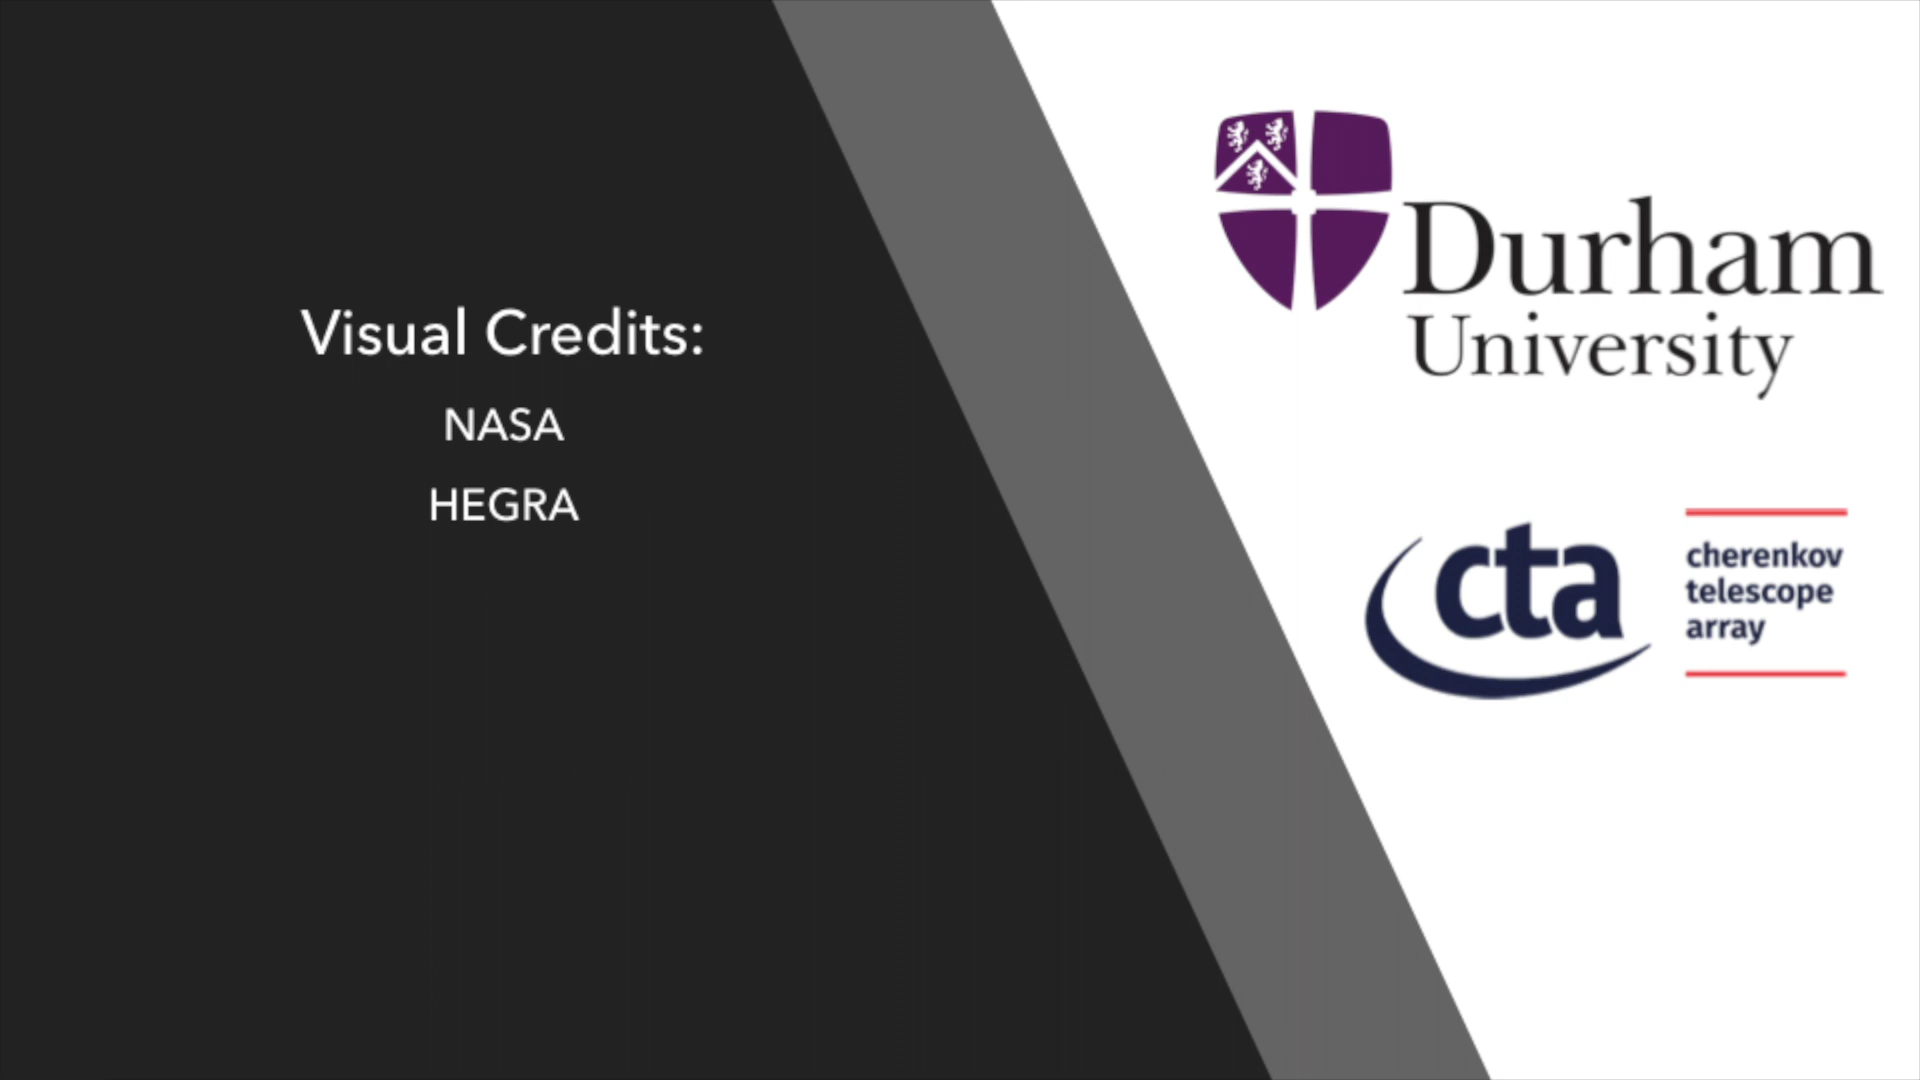 Visual Credits:
NASA
HEGRA
Durham
University
cta
cherenkov
telescope
array